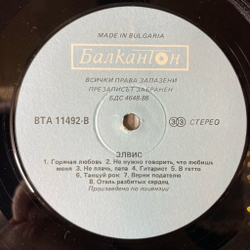 MADE IN BULGARIA
Балкантон
ВСИЧКИ ПРАВА ЗАПАЗЕНИ
ПРЕЗАПИСЪТ ЗАБРАНЕН
БДС 4648-88
ВТА 11492-В
33 СТЕРЕО
ЭЛВИС
1. Горячая любовь 2. Не нужно говорить, что любишь
меня 3. Не плачь, папа 4. Гитарист 5. В гетто
6. Танцуй рок 7. Верни подателю
8. Отель разбитых сердец
Произведено по лицензии